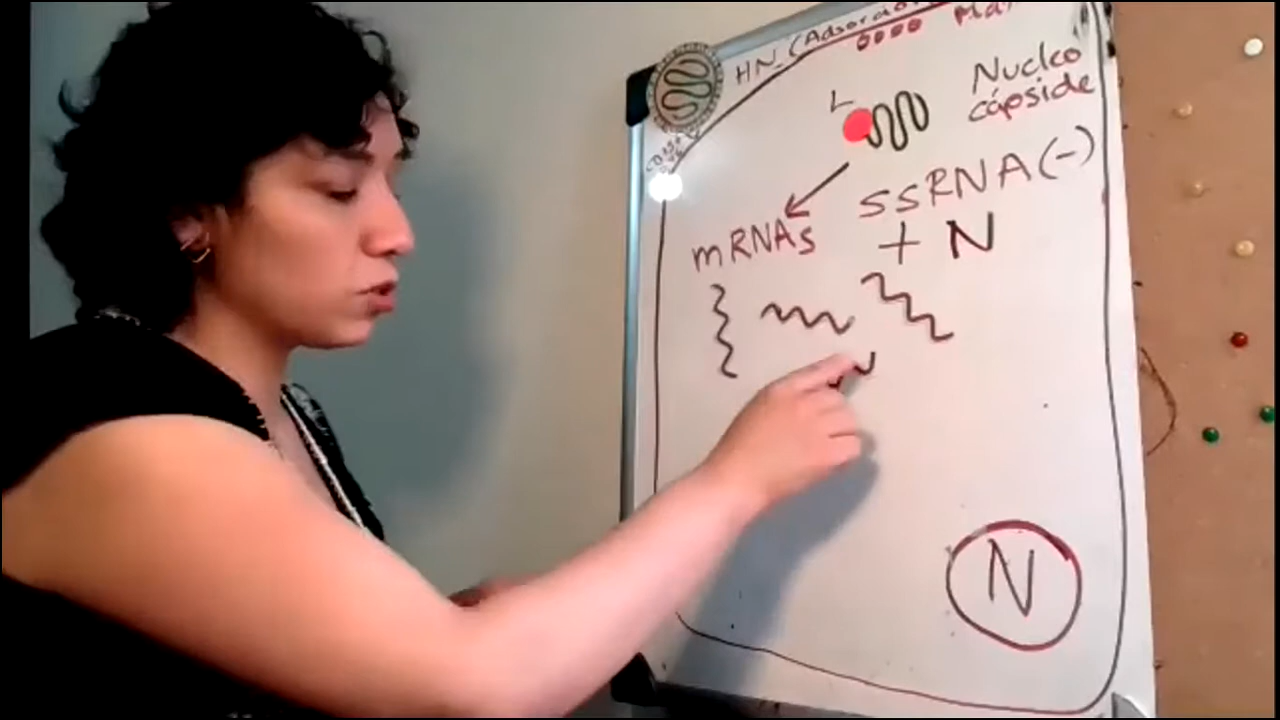 HN (Adsorción
L
Nucleo
cápside
ssRNA(-)
+ N
mRNAs
N